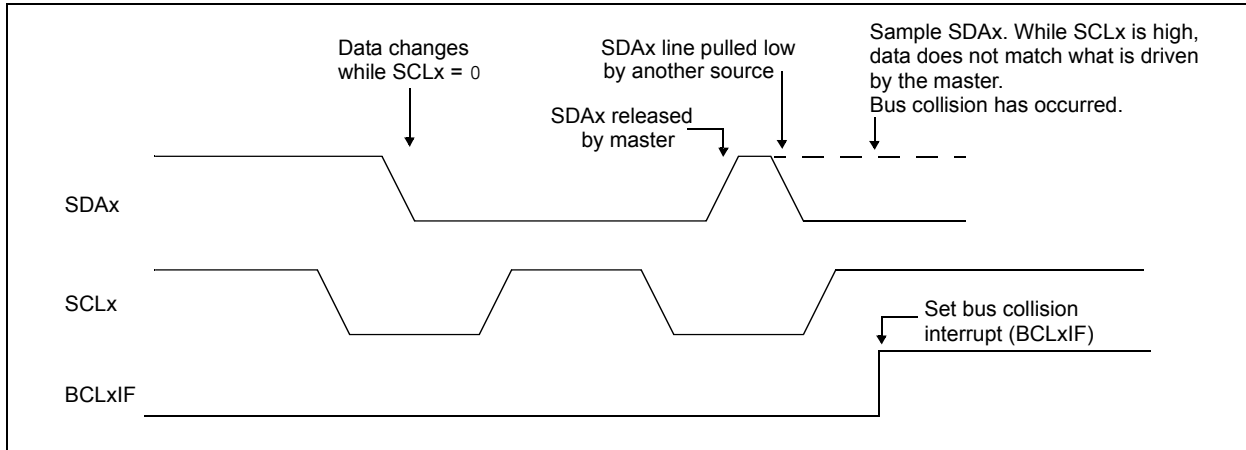 Data changes
while SCLx = 0
SDAx line pulled low
by another source
Sample SDAx. While SCLx is high,
data does not match what is driven
by the master.
Bus collision has occurred.
SDAx released
by master
SDAx
SCLx
Set bus collision
interrupt (BCLxIF)
BCLxIF